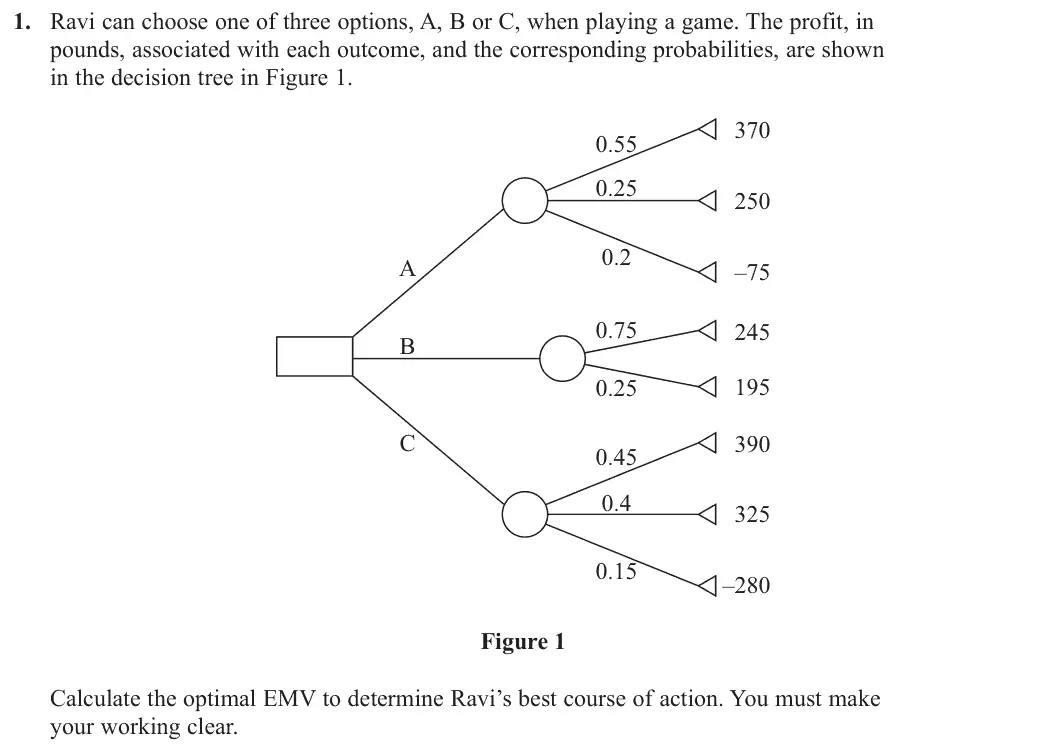 1. Ravi can choose one of three options, A, B or C, when playing a game. The profit, in
pounds, associated with each outcome, and the corresponding probabilities, are shown
in the decision tree in Figure 1.
370
0.55
0.25
250
0.2
–75
A
0.75
245
B
0.25
195
C
390
0.45
0.4
325
0.15
–280
Figure 1
Calculate the optimal EMV to determine Ravi’s best course of action. You must make
your working clear.